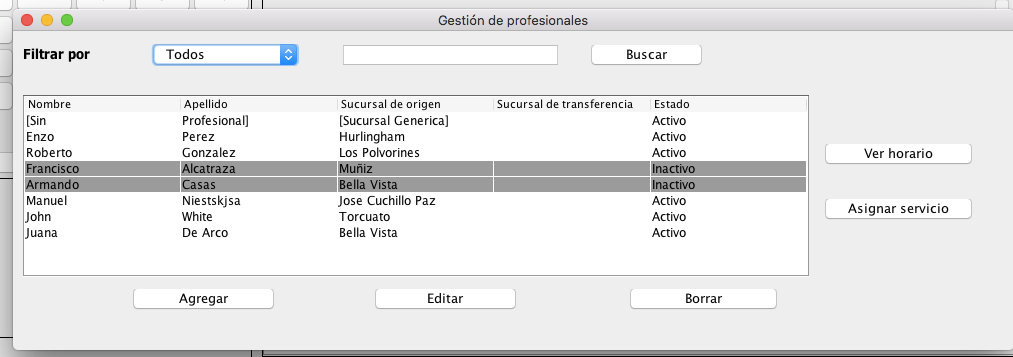 Gestión de profesionales
Filtrar por Todos Buscar
Nombre Apellido Sucursal de origen Sucursal de transferencia Estado
[Sin Profesional] [Sucursal Generica] Activo
Enzo Perez Hurlingham Activo
Roberto Gonzalez Los Polvorines Activo
Francisco Alcatraza Muñiz Inactivo
Armando Casas Bella Vista Inactivo
Manuel Niestskjsa Jose Cuchillo Paz Activo
John White Torcuato Activo
Juana De Arco Bella Vista Activo
Ver horario
Asignar servicio
Agregar Editar Borrar